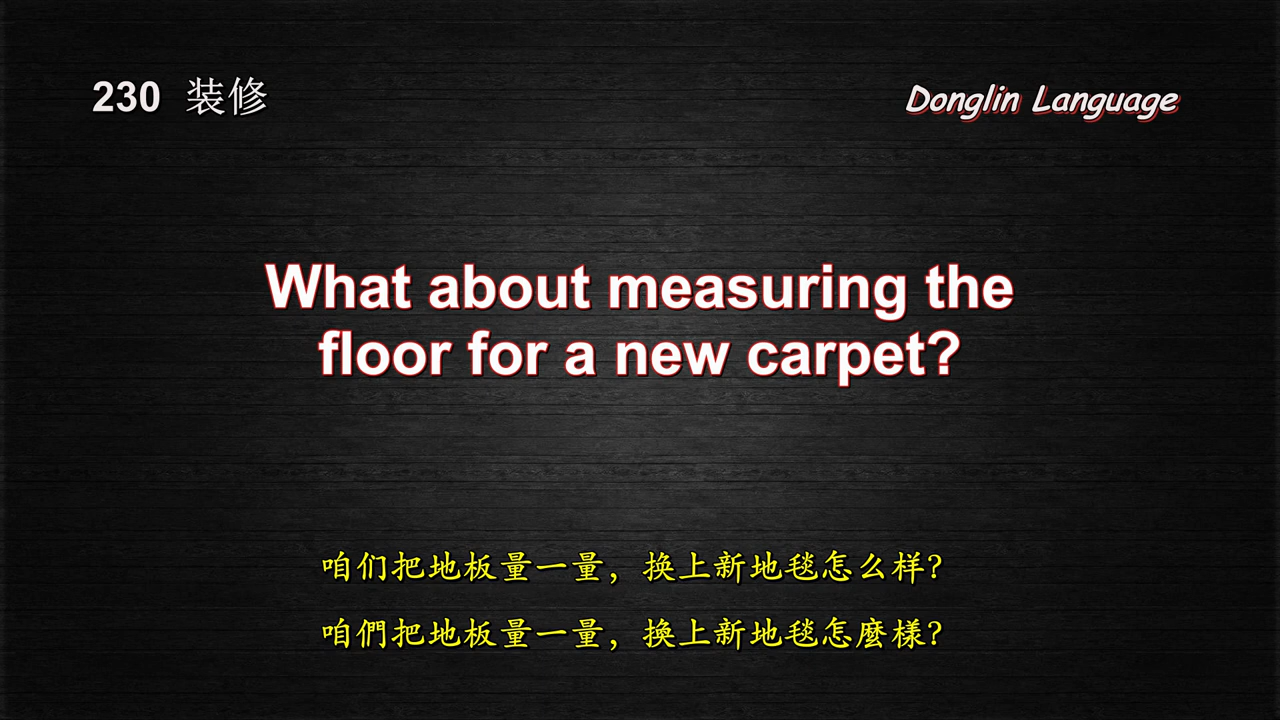 230 装修
Donglin Language
What about measuring the
floor for a new carpet?
咱们把地板量一量，换上新地毯怎么样？
咱們把地板量一量，換上新地毯怎麼樣？